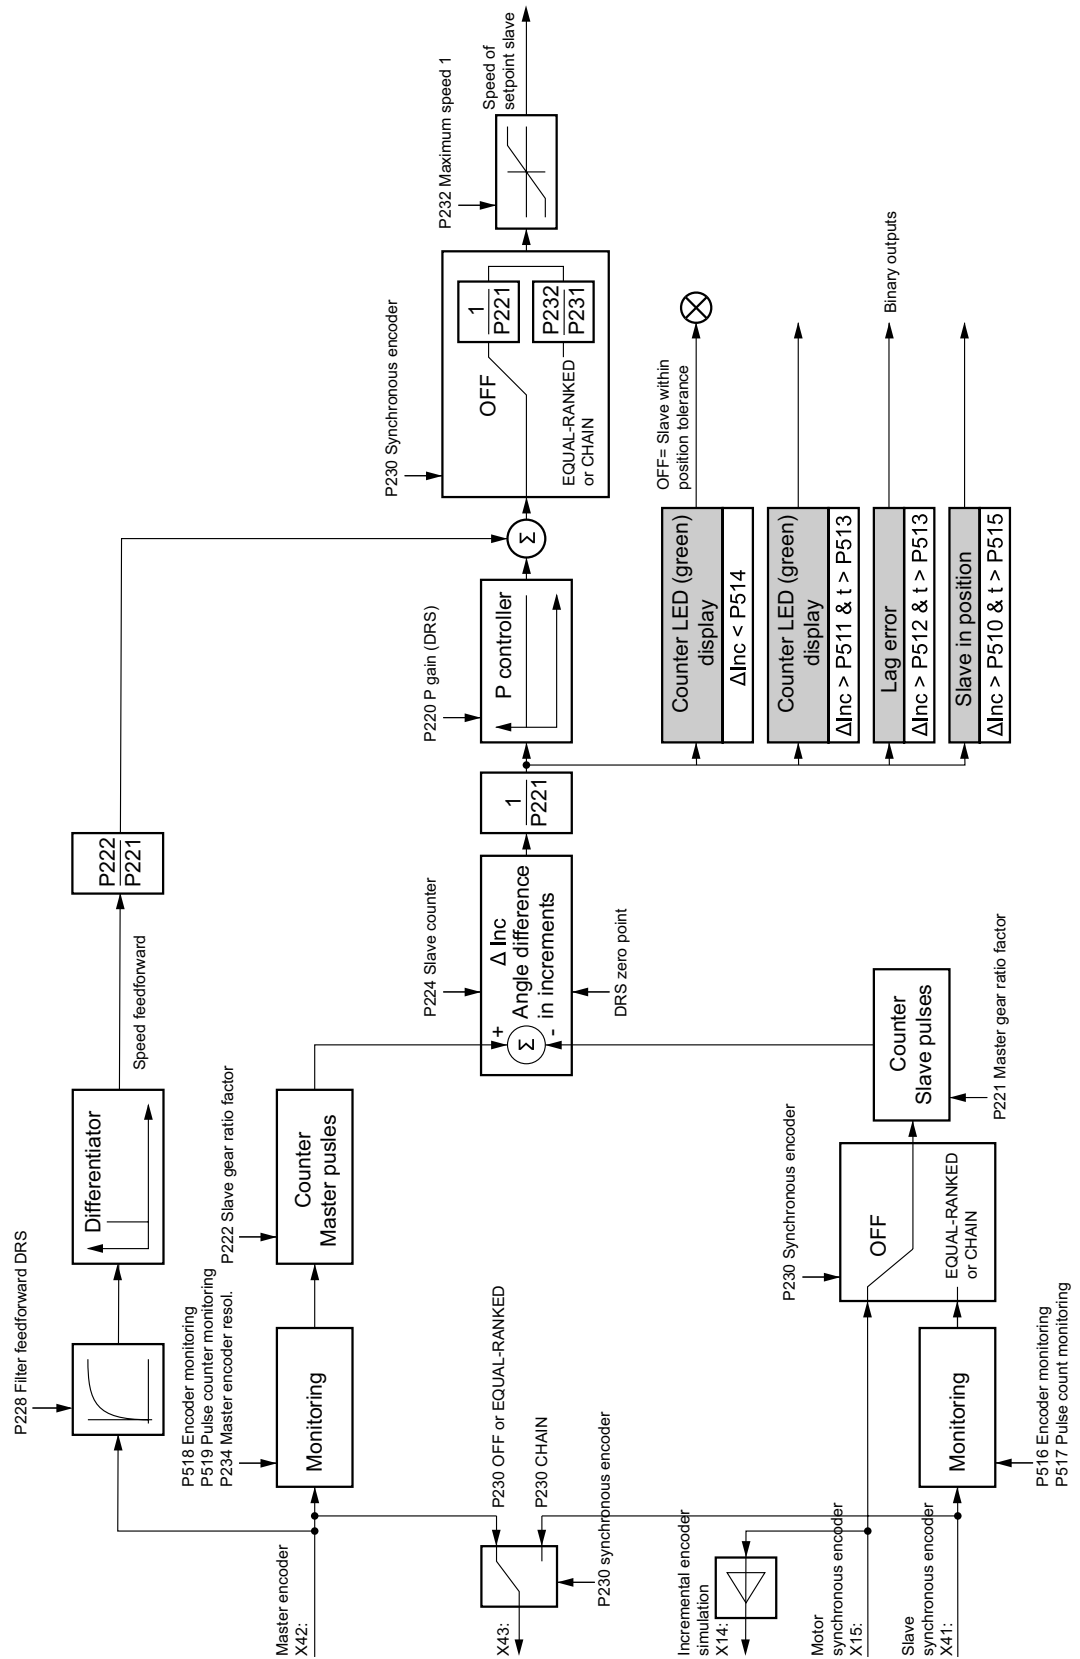 P228 Filter feedforward DRS
Differentiator
Speed feedforward
P222
P221
Master encoder
X42:
P518 Encoder monitoring
P519 Pulse counter monitoring
P234 Master encoder resol.
Monitoring
P222 Slave gear ratio factor
Counter
Master pusles
X43:
P230 OFF or EQUAL-RANKED
P230 CHAIN
P230 synchronous encoder
P224 Slave counter
Δ Inc
Angle difference
in increments
+
Σ
-
DRS zero point
1
P221
P220 P gain (DRS)
P controller
Σ
P230 Synchronous encoder
OFF
EQUAL-RANKED
or CHAIN
1
P221
P232
P231
P232 Maximum speed 1
Speed of
setpoint slave
Counter LED (green)
display
ΔInc < P514
OFF= Slave within
position tolerance
Counter LED (green)
display
ΔInc > P511 & t > P513
Lag error
ΔInc > P512 & t > P513
Slave in position
ΔInc > P510 & t > P515
Binary outputs
Incremental encoder
simulation
X14:
Motor
synchronous encoder
X15:
Slave
synchronous encoder
X41:
P516 Encoder monitoring
P517 Pulse count monitoring
Monitoring
P230 Synchronous encoder
OFF
EQUAL-RANKED
or CHAIN
Counter
Slave pulses
P221 Master gear ratio factor